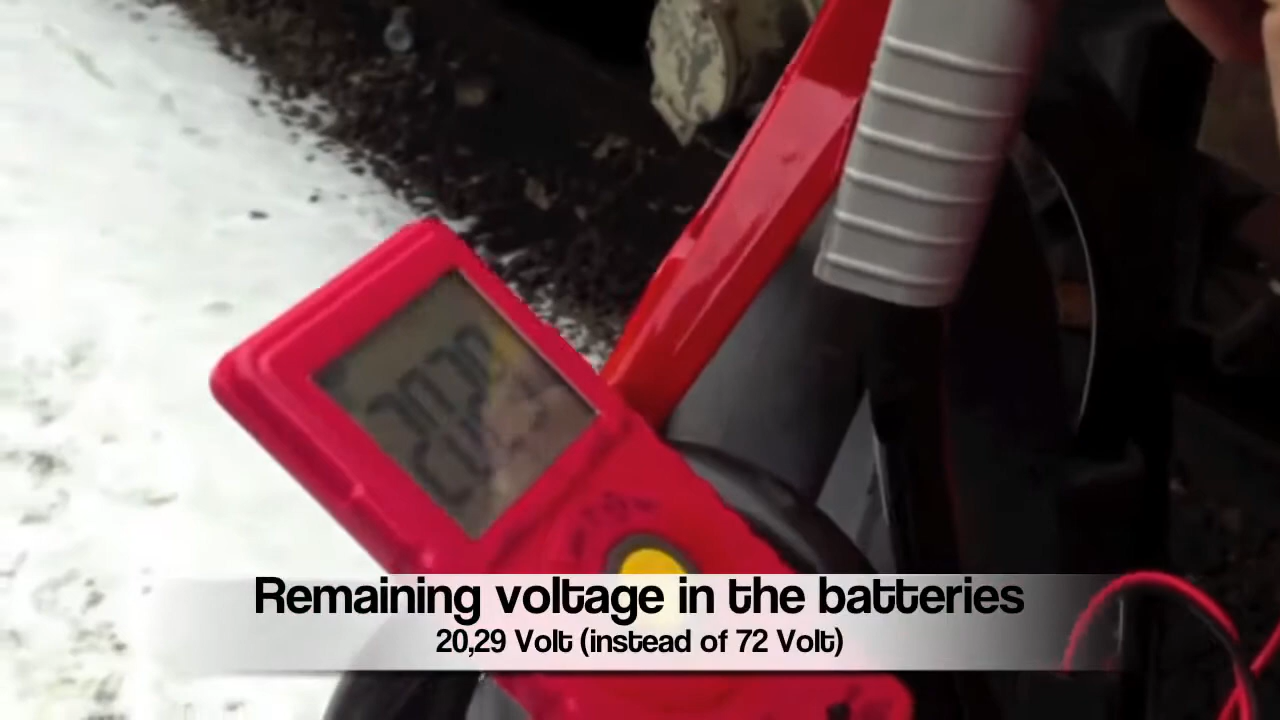 Remaining voltage in the batteries
20,29 Volt (instead of 72 Volt)